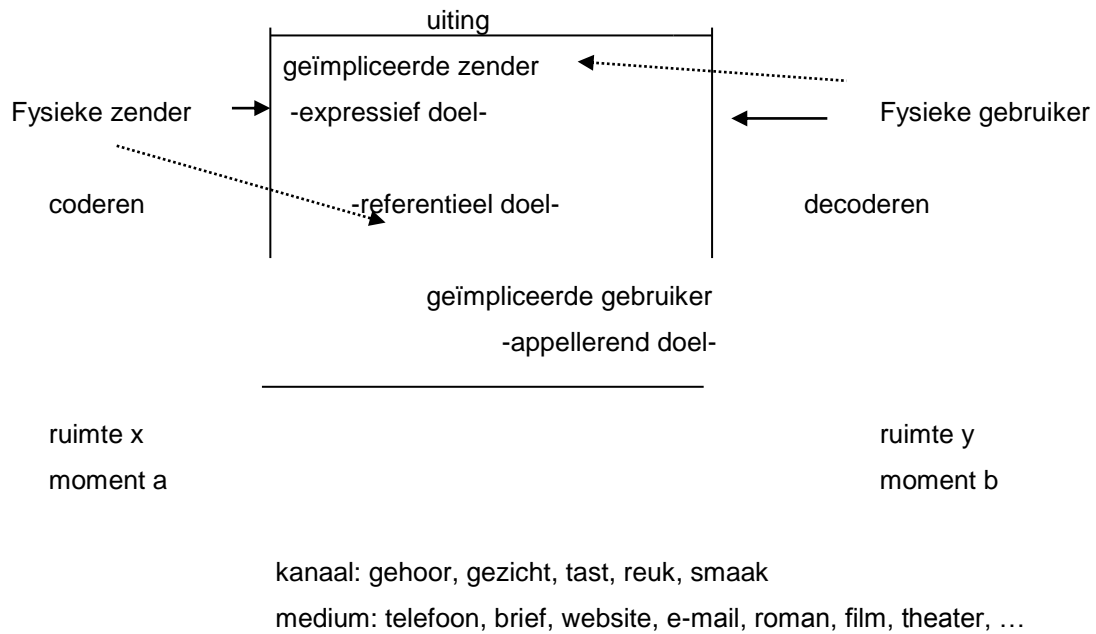 uiting
geïmpliceerde zender
Fysieke zender -expressief doel- Fysieke gebruiker
coderen -referentieel doel- decoderen
geïmpliceerde gebruiker
-appellerend doel-
ruimte x ruimte y
moment a moment b
kanaal: gehoor, gezicht, tast, reuk, smaak
medium: telefoon, brief, website, e-mail, roman, film, theater, …